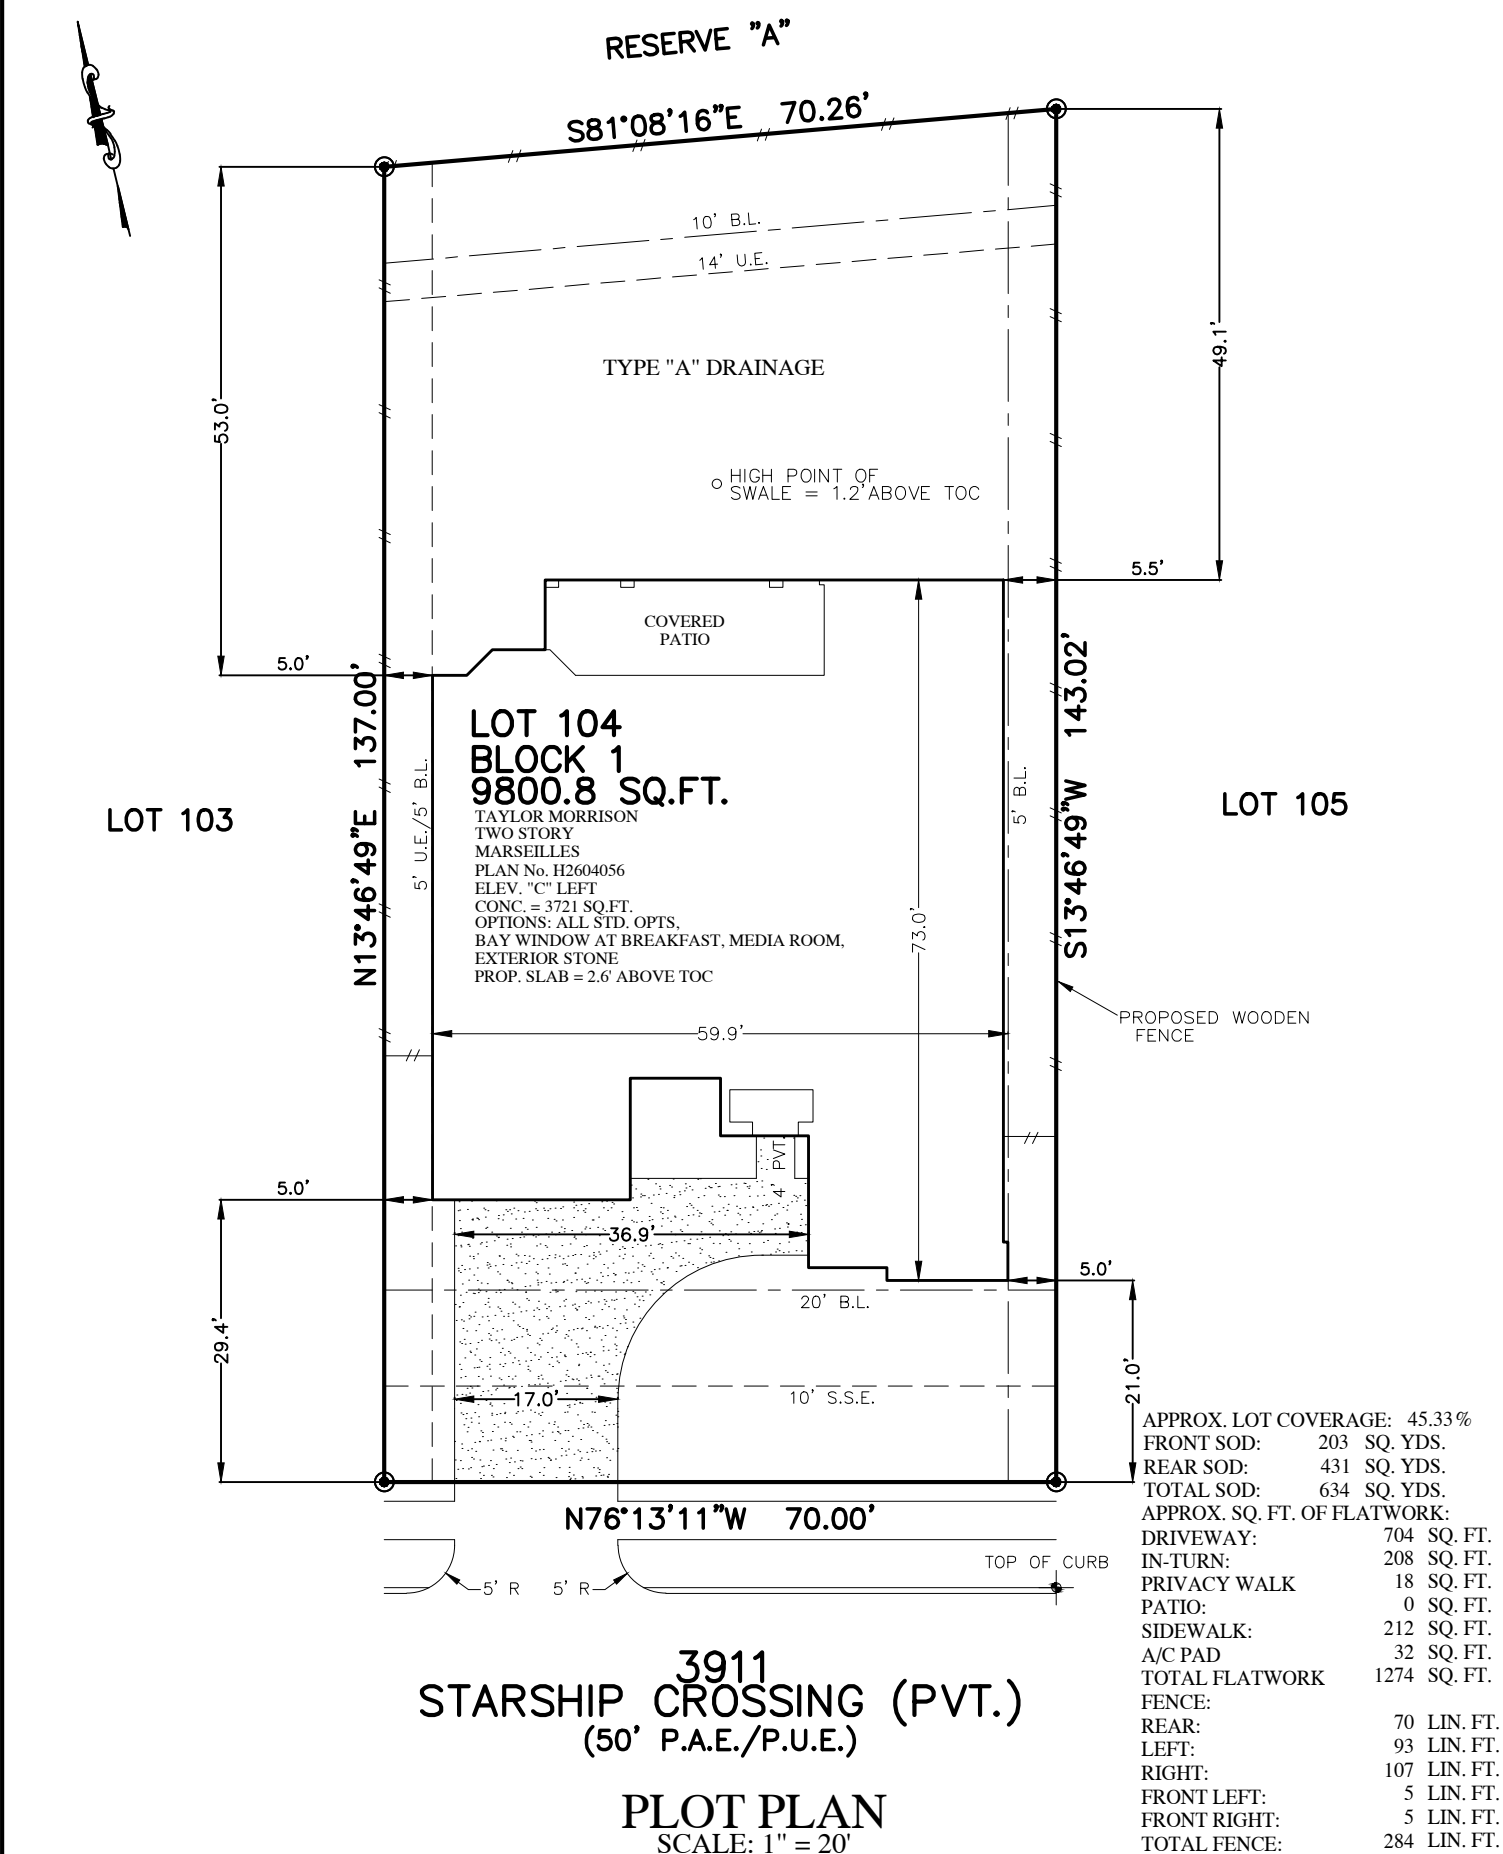 RESERVE "A"
S81°08'16"E 70.26'
10' B.L.
14' U.E.
TYPE "A" DRAINAGE
53.0'
49.1'
HIGH POINT OF
SWALE = 1.2' ABOVE TOC
5.5'
COVERED
PATIO
5.0'
N13°46'49"E 137.00'
S13°46'49"W 143.02'
LOT 104
BLOCK 1
9800.8 SQ.FT.
TAYLOR MORRISON
TWO STORY
MARSEILLES
PLAN No. H2604056
ELEV. "C" LEFT
CONC. = 3721 SQ.FT.
OPTIONS: ALL STD. OPTS,
BAY WINDOW AT BREAKFAST, MEDIA ROOM,
EXTERIOR STONE
PROP. SLAB = 2.6' ABOVE TOC
LOT 103
LOT 105
5' U.E./5' B.L.
5' B.L.
73.0'
59.9'
PROPOSED WOODEN
FENCE
4' PVT.
5.0'
36.9'
5.0'
20' B.L.
29.4'
21.0'
17.0'
10' S.S.E.
N76°13'11"W 70.00'
TOP OF CURB
5' R 5' R
3911
STARSHIP CROSSING (PVT.)
(50' P.A.E./P.U.E.)
PLOT PLAN
SCALE: 1" = 20'
APPROX. LOT COVERAGE: 45.33%
FRONT SOD: 203 SQ. YDS.
REAR SOD: 431 SQ. YDS.
TOTAL SOD: 634 SQ. YDS.
APPROX. SQ. FT. OF FLATWORK:
DRIVEWAY: 704 SQ. FT.
IN-TURN: 208 SQ. FT.
PRIVACY WALK 18 SQ. FT.
PATIO: 0 SQ. FT.
SIDEWALK: 212 SQ. FT.
A/C PAD 32 SQ. FT.
TOTAL FLATWORK 1274 SQ. FT.
FENCE:
REAR: 70 LIN. FT.
LEFT: 93 LIN. FT.
RIGHT: 107 LIN. FT.
FRONT LEFT: 5 LIN. FT.
FRONT RIGHT: 5 LIN. FT.
TOTAL FENCE: 284 LIN. FT.